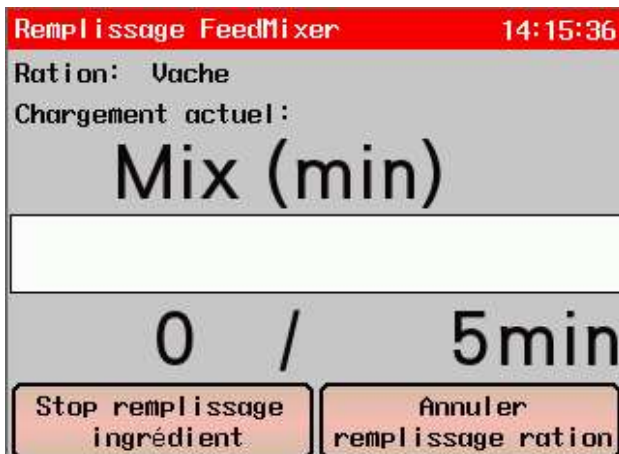 Remplissage FeedMixer 14:15:36
Ration: Vache
Chargement actuel:
Mix (min)
0 / 5min
Stop remplissage
ingrédient
Annuler
remplissage ration